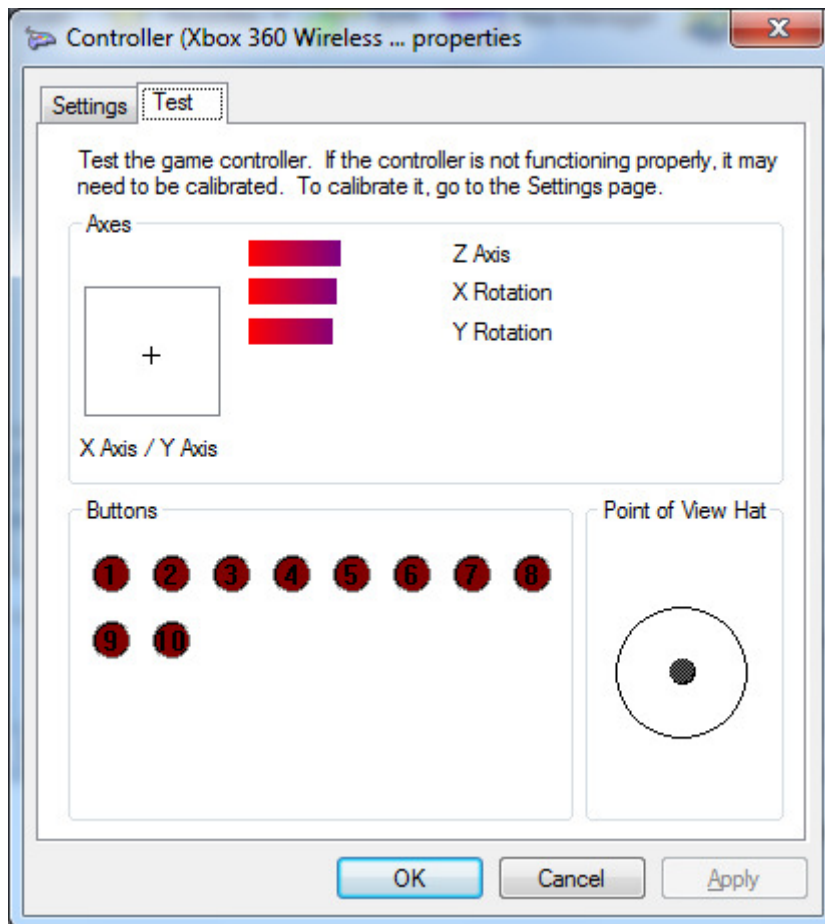 Controller (Xbox 360 Wireless ... properties
X
Settings
Test
Test the game controller. If the controller is not functioning properly, it may
need to be calibrated. To calibrate it, go to the Settings page.
Axes
Z Axis
X Rotation
Y Rotation
X Axis / Y Axis
Buttons
1 2 3 4 5 6 7 8
9 10
Point of View Hat
OK
Cancel
Apply